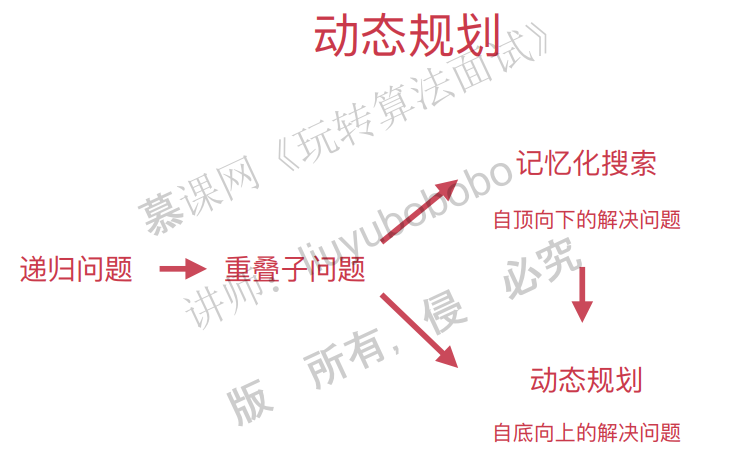 动态规划
慕课网《玩转算法面试》
讲师：liuyubobobo
版 所有，侵 必究
递归问题
重叠子问题
记忆化搜索
自顶向下的解决问题
动态规划
自底向上的解决问题